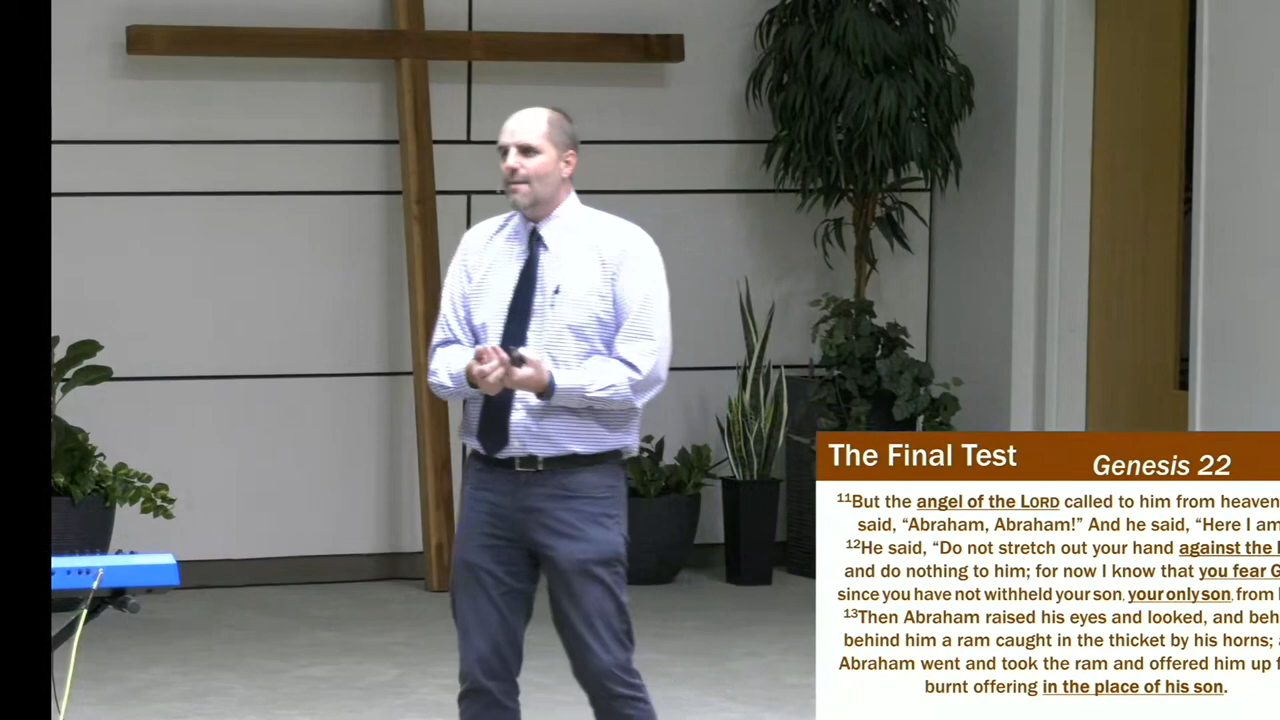 The Final Test
Genesis 22
11But the angel of the LORD called to him from heaven
said, “Abraham, Abraham!” And he said, “Here I am
12He said, “Do not stretch out your hand against the
and do nothing to him; for now I know that you fear G
since you have not withheld your son, your only son, from
13Then Abraham raised his eyes and looked, and beh
behind him a ram caught in the thicket by his horns;
Abraham went and took the ram and offered him up f
burnt offering in the place of his son.